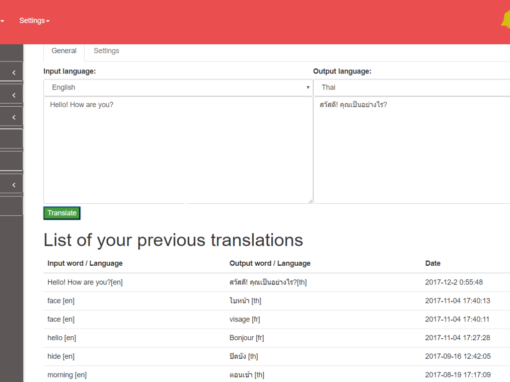 Settings
General Settings
Input language: Output language:
English Thai
Hello! How are you? สวัสดี! คุณเป็นอย่างไร?
Translate
List of your previous translations
Input word / Language Output word / Language Date
Hello! How are you?[en] สวัสดี! คุณเป็นอย่างไร?[th] 2017-12-2 0:55:48
face [en] ใบหน้า [th] 2017-11-04 17:40:13
face [en] visage [fr] 2017-11-04 17:40:11
hello [en] Bonjour [fr] 2017-11-04 17:27:28
hide [en] ปิดบัง [th] 2017-09-16 12:42:05
morning [en] ตอนเช้า [th] 2017-08-19 17:17:09